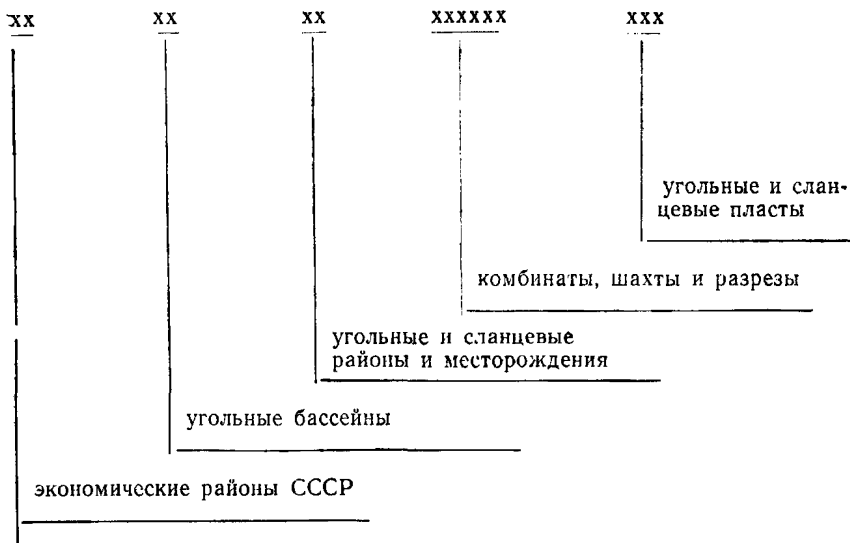 xx xx xx xxxxxx xxx
угольные и слан-
цевые пласты
комбинаты, шахты и разрезы
угольные и сланцевые
районы и месторождения
угольные бассейны
экономические районы СССР